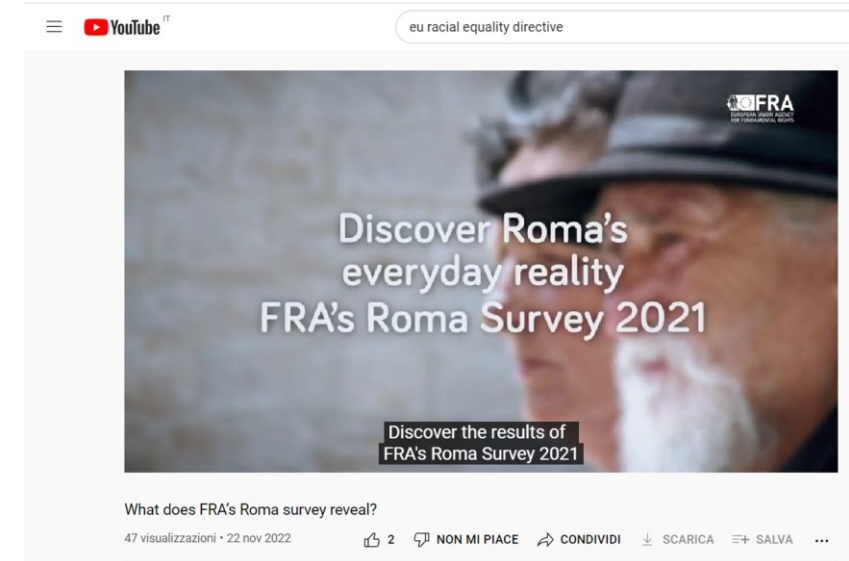 YouTube IT
eu racial equality directive
FRA
EUROPEAN UNION AGENCY
FOR FUNDAMENTAL RIGHTS
Discover Roma's
everyday reality
FRA's Roma Survey 2021
Discover the results of
FRA's Roma Survey 2021
What does FRA's Roma survey reveal?
47 visualizzazioni • 22 nov 2022 2 NON MI PIACE CONDIVIDI SCARICA SALVA ...